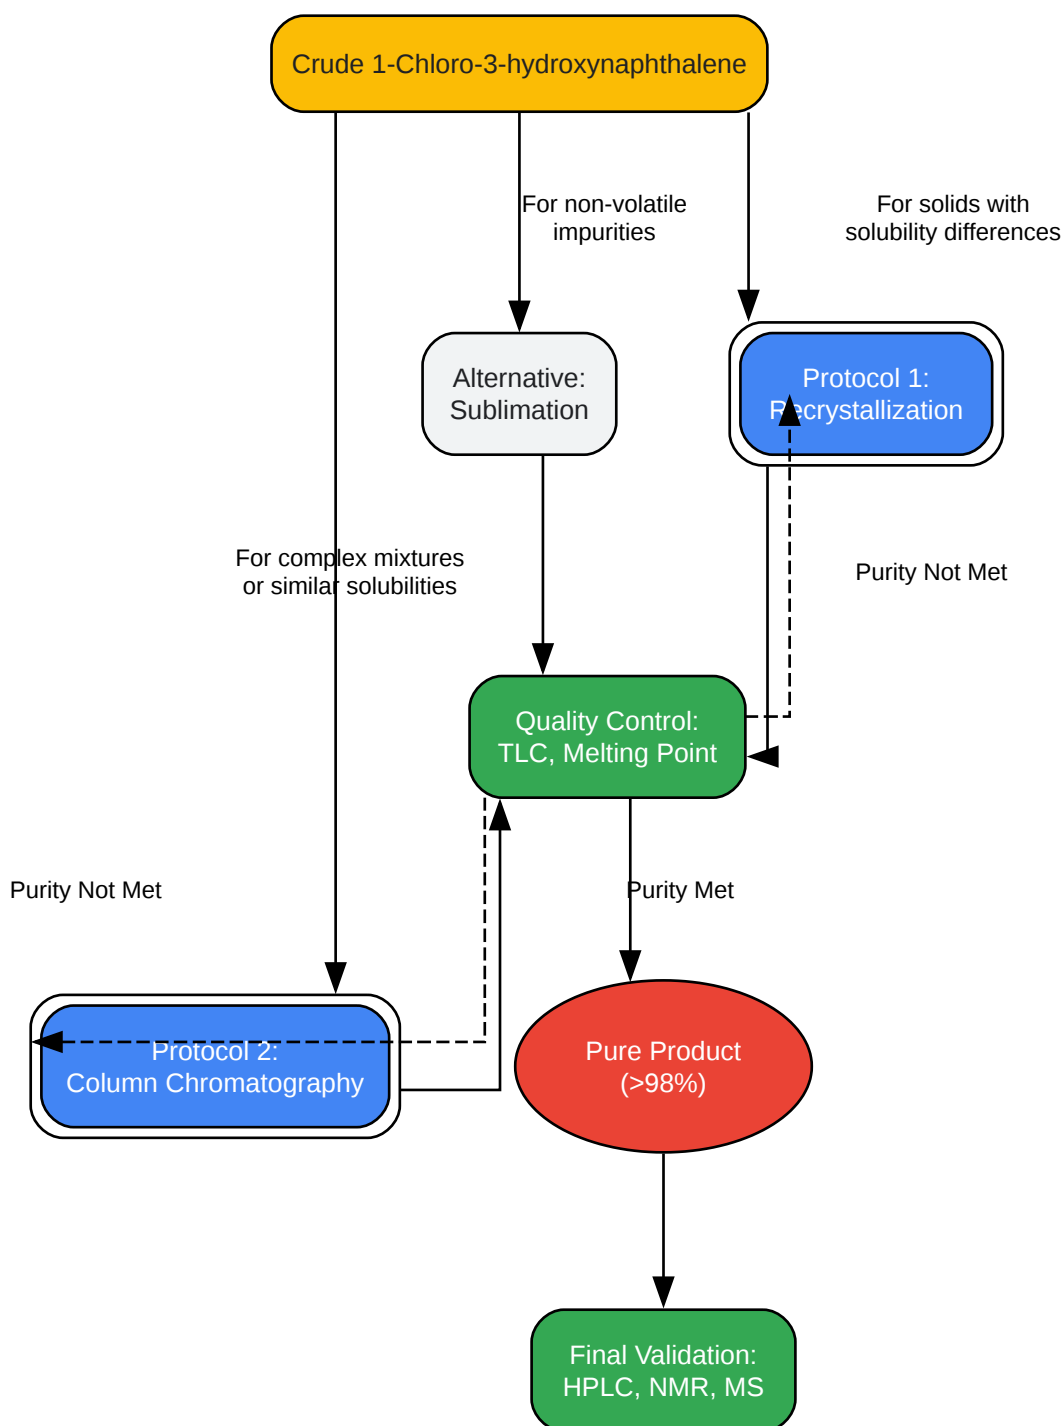 Crude 1-Chloro-3-hydroxynaphthalene
For non-volatile
impurities
For solids with
solubility differences
Alternative:
Sublimation
Protocol 1:
Recrystallization
For complex mixtures
or similar solubilities
Purity Not Met
Quality Control:
TLC, Melting Point
Purity Not Met
Purity Met
Protocol 2:
Column Chromatography
Pure Product
(>98%)
Final Validation:
HPLC, NMR, MS